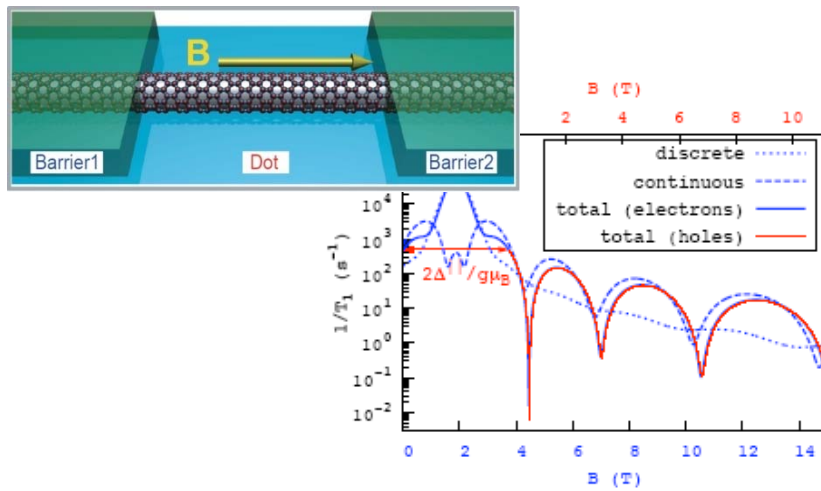 B
Barrier1
Dot
Barrier2
B (T)
2 4 6 8 10
discrete
continuous
total (electrons)
total (holes)
10⁴
10³
10²
10¹
10⁰
10⁻¹
10⁻²
1/T₁ (s⁻¹)
2Δ /gμ_B
0 2 4 6 8 10 12 14
B (T)